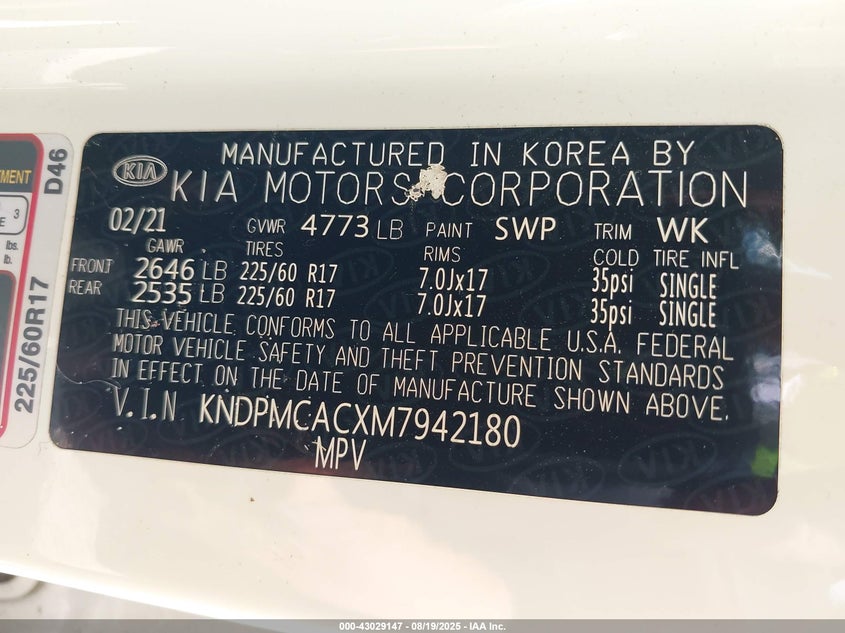 KIA
MANUFACTURED IN KOREA BY
KIA MOTORS CORPORATION
02/21 GVWR 4773 LB PAINT SWP TRIM WK
GAWR TIRES RIMS COLD TIRE INFL
FRONT 2646 LB 225/60 R17 7.0Jx17 35psi SINGLE
REAR 2535 LB 225/60 R17 7.0Jx17 35psi SINGLE
THIS VEHICLE CONFORMS TO ALL APPLICABLE U.S.A. FEDERAL
MOTOR VEHICLE SAFETY AND THEFT PREVENTION STANDARDS
IN EFFECT ON THE DATE OF MANUFACTURE SHOWN ABOVE.
V.I.N KNDPMCACXM7942180
MPV
D46
225/60R17
3
lbs.
lb.
000-43029147 - 08/19/2025 - IAA Inc.